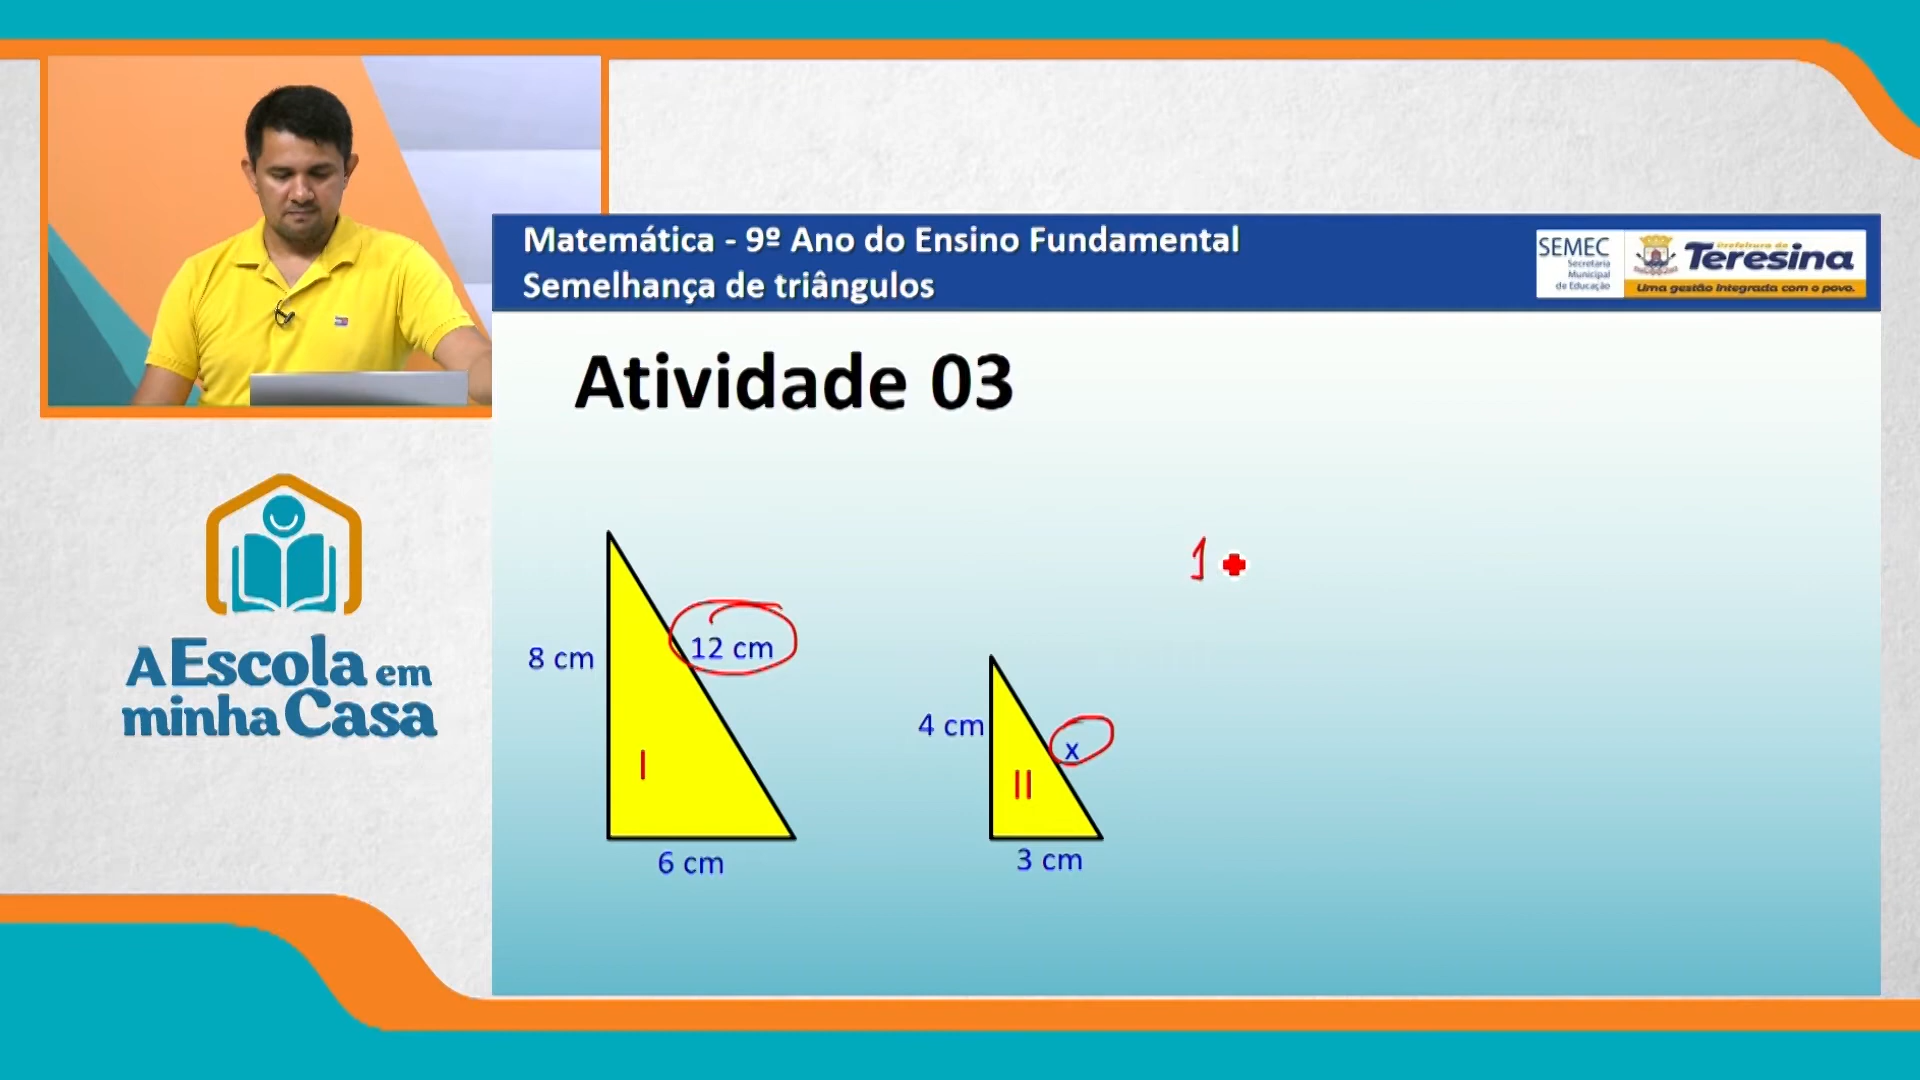 Matemática - 9º Ano do Ensino Fundamental
Semelhança de triângulos
SEMEC
Secretaria
Municipal
de Educação
Prefeitura de
Teresina
Uma gestão integrada com o povo.
Atividade 03
1
12 cm
8 cm
4 cm
x
I
II
6 cm
3 cm
A Escola em
minha Casa